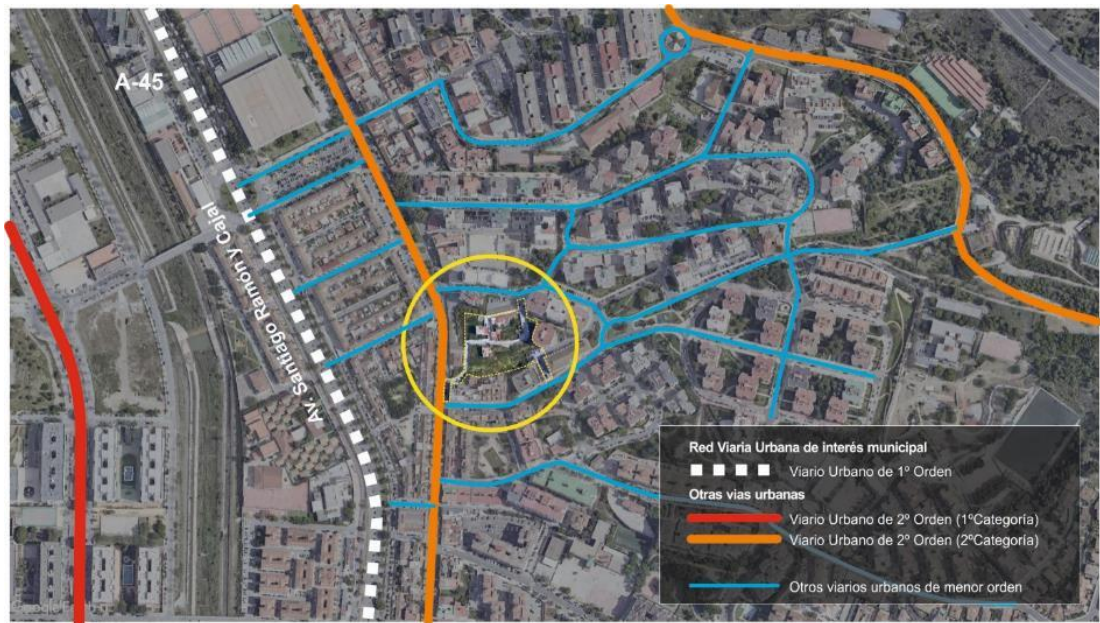 A-45
Av. Santiago Ramón y Cajal
Red Viaria Urbana de interés municipal
Viario Urbano de 1º Orden
Otras vias urbanas
Viario Urbano de 2º Orden (1ºCategoría)
Viario Urbano de 2º Orden (2ºCategoría)
Otros viarios urbanos de menor orden